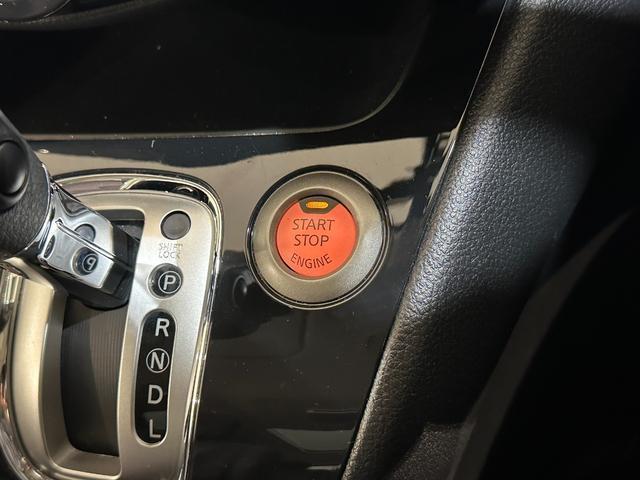 SHIFT
LOCK
P
R
N
D
L
START
STOP
ENGINE